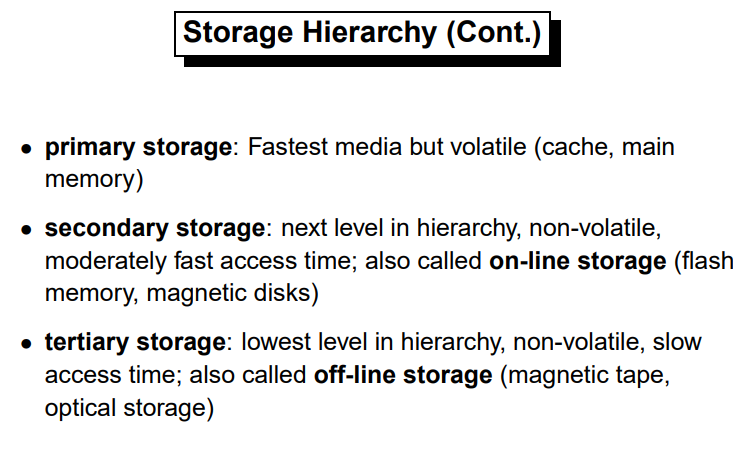 Storage Hierarchy (Cont.)
• primary storage: Fastest media but volatile (cache, main
memory)
• secondary storage: next level in hierarchy, non-volatile,
moderately fast access time; also called on-line storage (flash
memory, magnetic disks)
• tertiary storage: lowest level in hierarchy, non-volatile, slow
access time; also called off-line storage (magnetic tape,
optical storage)